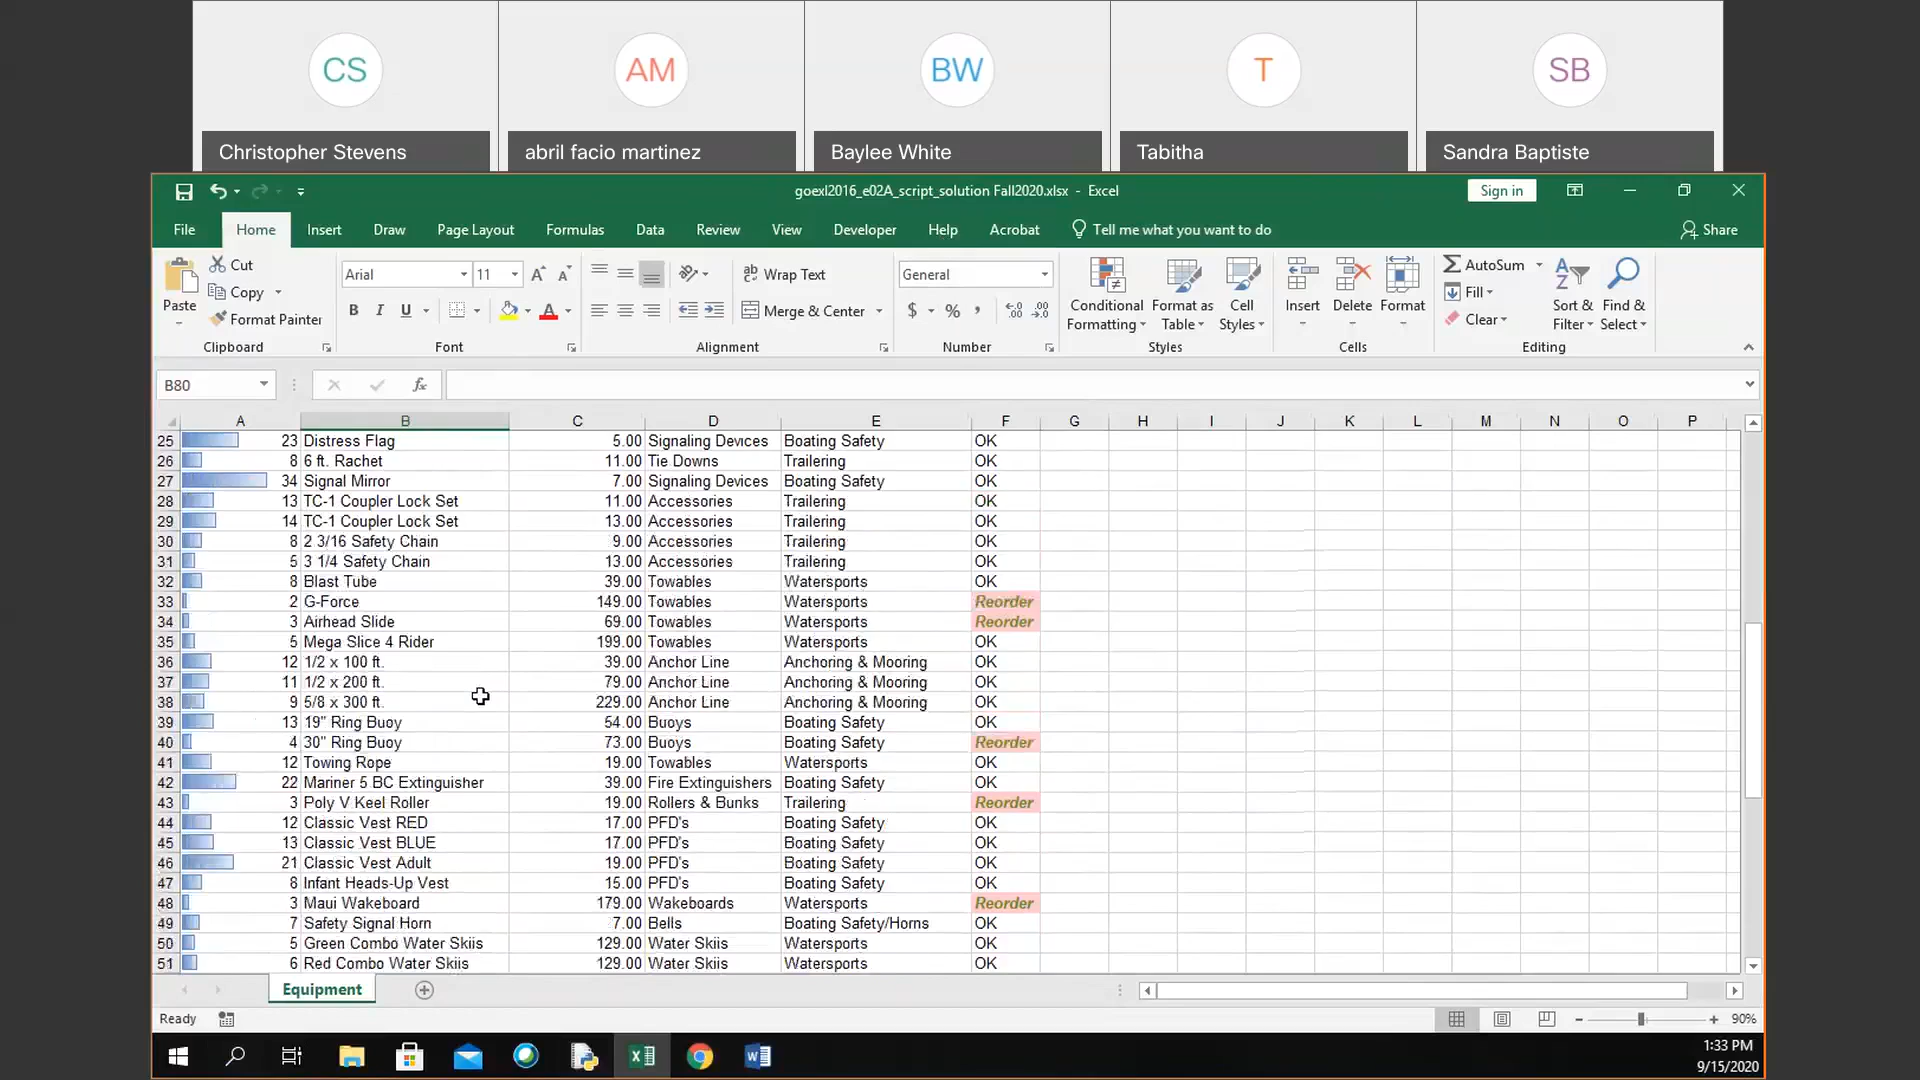 CS AM BW T SB
Christopher Stevens abril facio martinez Baylee White Tabitha Sandra Baptiste
goexl2016_e02A_script_solution Fall2020.xlsx - Excel Sign in
File Home Insert Draw Page Layout Formulas Data Review View Developer Help Acrobat Tell me what you want to do Share
Paste Cut Copy Format Painter
Arial 11 Wrap Text General
B I U Merge & Center $ % ,
Conditional Formatting Format as Table Cell Styles Insert Delete Format
AutoSum Fill Clear Sort & Filter Find & Select
Clipboard Font Alignment Number Styles Cells Editing
B80 fx
A B C D E F G H I J K L M N O P
25 23 Distress Flag 5.00 Signaling Devices Boating Safety OK
26 8 6 ft. Rachet 11.00 Tie Downs Trailering OK
27 34 Signal Mirror 7.00 Signaling Devices Boating Safety OK
28 13 TC-1 Coupler Lock Set 11.00 Accessories Trailering OK
29 14 TC-1 Coupler Lock Set 13.00 Accessories Trailering OK
30 8 2 3/16 Safety Chain 9.00 Accessories Trailering OK
31 5 3 1/4 Safety Chain 13.00 Accessories Trailering OK
32 8 Blast Tube 39.00 Towables Watersports OK
33 2 G-Force 149.00 Towables Watersports Reorder
34 3 Airhead Slide 69.00 Towables Watersports Reorder
35 5 Mega Slice 4 Rider 199.00 Towables Watersports OK
36 12 1/2 x 100 ft. 39.00 Anchor Line Anchoring & Mooring OK
37 11 1/2 x 200 ft. 79.00 Anchor Line Anchoring & Mooring OK
38 9 5/8 x 300 ft. 229.00 Anchor Line Anchoring & Mooring OK
39 13 19" Ring Buoy 54.00 Buoys Boating Safety OK
40 4 30" Ring Buoy 73.00 Buoys Boating Safety Reorder
41 12 Towing Rope 19.00 Towables Watersports OK
42 22 Mariner 5 BC Extinguisher 39.00 Fire Extinguishers Boating Safety OK
43 3 Poly V Keel Roller 19.00 Rollers & Bunks Trailering Reorder
44 12 Classic Vest RED 17.00 PFD's Boating Safety OK
45 13 Classic Vest BLUE 17.00 PFD's Boating Safety OK
46 21 Classic Vest Adult 19.00 PFD's Boating Safety OK
47 8 Infant Heads-Up Vest 15.00 PFD's Boating Safety OK
48 3 Maui Wakeboard 179.00 Wakeboards Watersports Reorder
49 7 Safety Signal Horn 7.00 Bells Boating Safety/Horns OK
50 5 Green Combo Water Skiis 129.00 Water Skiis Watersports OK
51 6 Red Combo Water Skiis 129.00 Water Skiis Watersports OK
Equipment
Ready 90%
1:33 PM
9/15/2020